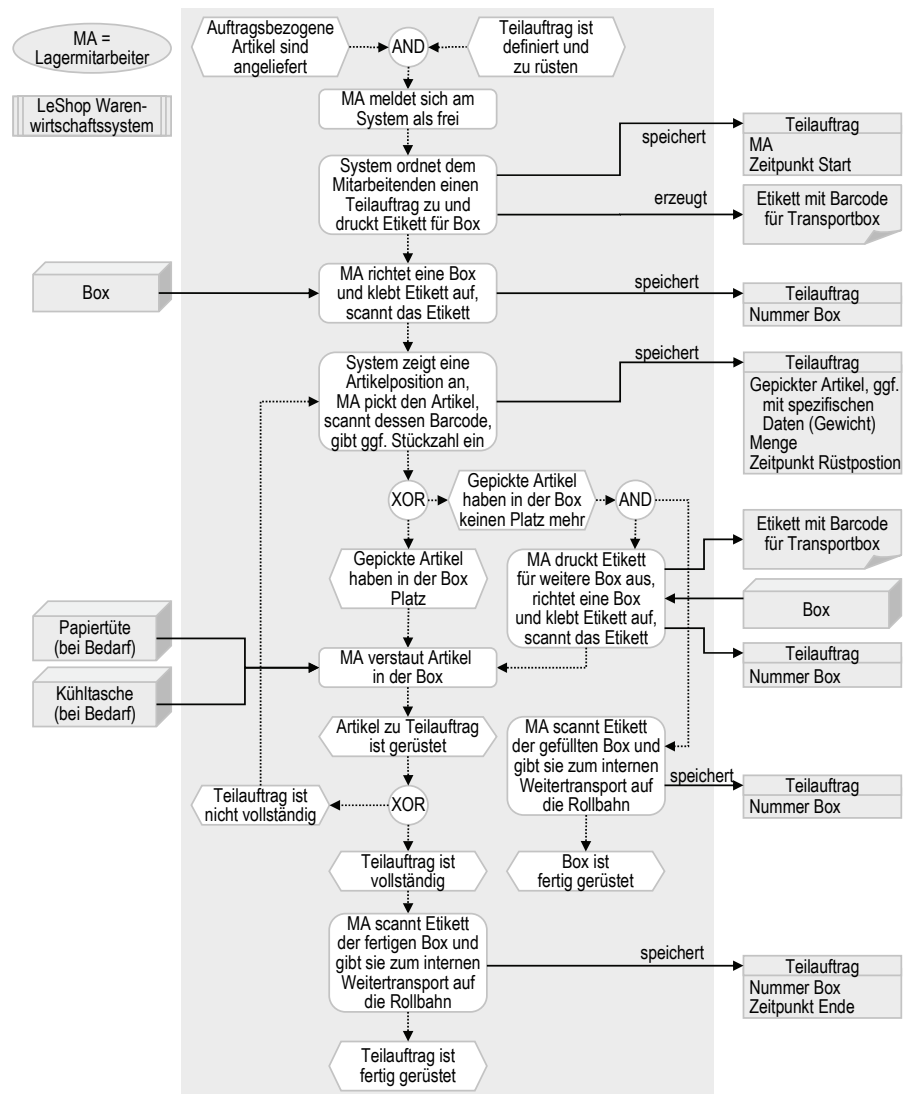 MA =
Lagermitarbeiter
LeShop Waren-
wirtschaftssystem
Auftragsbezogene
Artikel sind
angeliefert
AND
Teilauftrag ist
definiert und
zu rüsten
MA meldet sich am
System als frei
System ordnet dem
Mitarbeitenden einen
Teilauftrag zu und
druckt Etikett für Box
speichert
Teilauftrag
MA
Zeitpunkt Start
erzeugt
Etikett mit Barcode
für Transportbox
Box
MA richtet eine Box
und klebt Etikett auf,
scannt das Etikett
speichert
Teilauftrag
Nummer Box
System zeigt eine
Artikelposition an,
MA pickt den Artikel,
scannt dessen Barcode,
gibt ggf. Stückzahl ein
speichert
Teilauftrag
Gepickter Artikel, ggf.
mit spezifischen
Daten (Gewicht)
Menge
Zeitpunkt Rüstpostion
XOR
Gepickte Artikel
haben in der Box
keinen Platz mehr
AND
Gepickte Artikel
haben in der Box
Platz
MA druckt Etikett
für weitere Box aus,
richtet eine Box
und klebt Etikett auf,
scannt das Etikett
Etikett mit Barcode
für Transportbox
Box
Teilauftrag
Nummer Box
Papiertüte
(bei Bedarf)
Kühltasche
(bei Bedarf)
MA verstaut Artikel
in der Box
Artikel zu Teilauftrag
ist gerüstet
MA scannt Etikett
der gefüllten Box und
gibt sie zum internen
Weitertransport auf
die Rollbahn
speichert
Teilauftrag
Nummer Box
Teilauftrag ist
nicht vollständig
XOR
Teilauftrag ist
vollständig
Box ist
fertig gerüstet
MA scannt Etikett
der fertigen Box und
gibt sie zum internen
Weitertransport auf
die Rollbahn
speichert
Teilauftrag
Nummer Box
Zeitpunkt Ende
Teilauftrag ist
fertig gerüstet